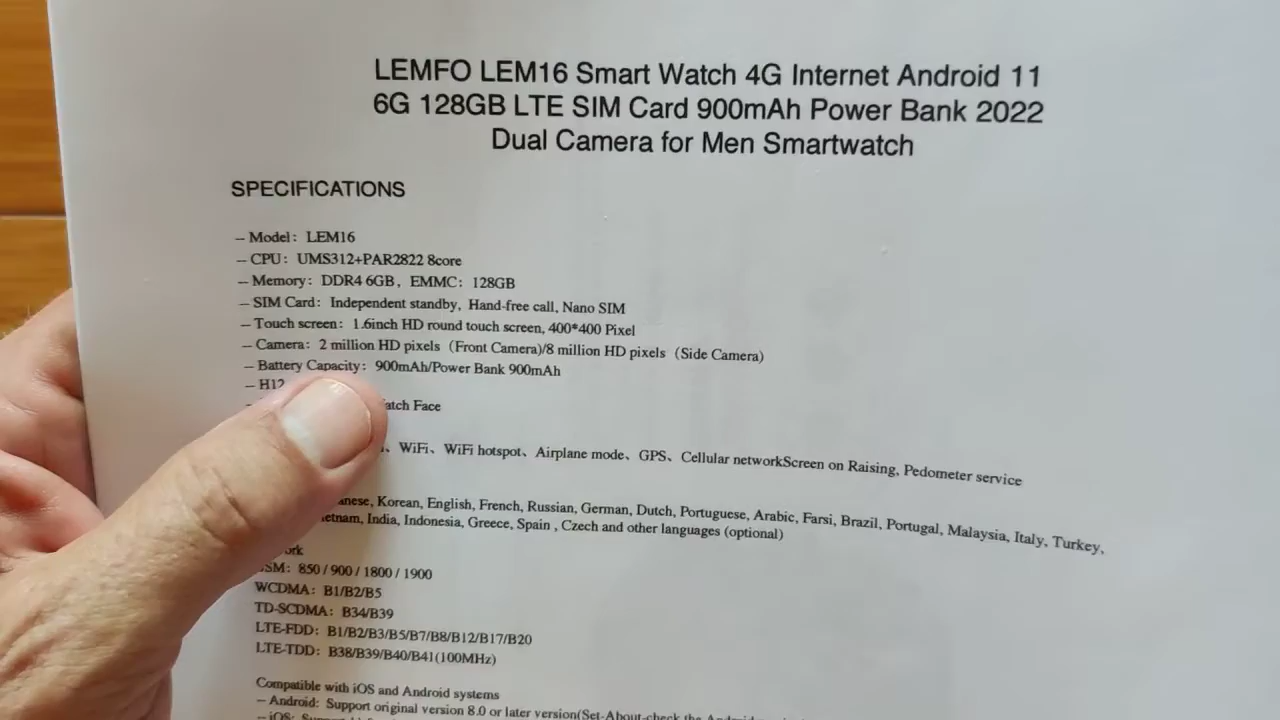 LEMFO LEM16 Smart Watch 4G Internet Android 11
6G 128GB LTE SIM Card 900mAh Power Bank 2022
Dual Camera for Men Smartwatch
SPECIFICATIONS
– Model: LEM16
– CPU: UMS312+PAR2822 8core
– Memory: DDR4 6GB, EMMC: 128GB
– SIM Card: Independent standby, Hand-free call, Nano SIM
– Touch screen: 1.6inch HD round touch screen, 400*400 Pixel
– Camera: 2 million HD pixels (Front Camera)/8 million HD pixels (Side Camera)
– Battery Capacity: 900mAh/Power Bank 900mAh
– H12
Face
、WiFi、WiFi hotspot、Airplane mode、GPS、Cellular networkScreen on Raising, Pedometer service
Korean, English, French, Russian, German, Dutch, Portuguese, Arabic, Farsi, Brazil, Portugal, Malaysia, Italy, Turkey,
India, Indonesia, Greece, Spain , Czech and other languages (optional)
850 / 900 / 1800 / 1900
WCDMA: B1/B2/B5
TD-SCDMA: B34/B39
LTE-FDD: B1/B2/B3/B5/B7/B8/B12/B17/B20
LTE-TDD: B38/B39/B40/B41(100MHz)
Compatible with iOS and Android systems
– Android: Support original version 8.0 or later version(Set-About-check the
– iOS: